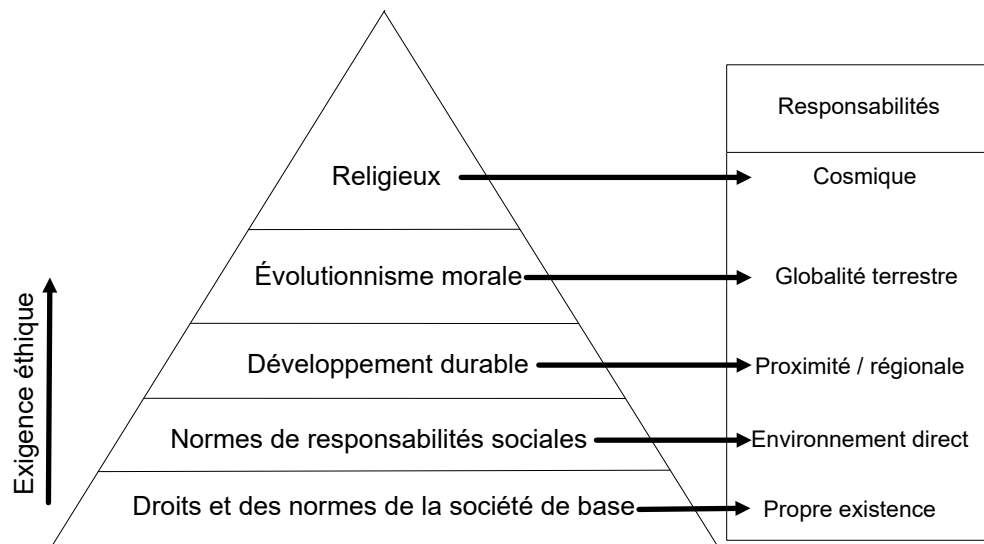 Responsabilités
Religieux
Cosmique
Évolutionnisme morale
Globalité terrestre
Développement durable
Proximité / régionale
Normes de responsabilités sociales
Environnement direct
Droits et des normes de la société de base
Propre existence
Exigence éthique